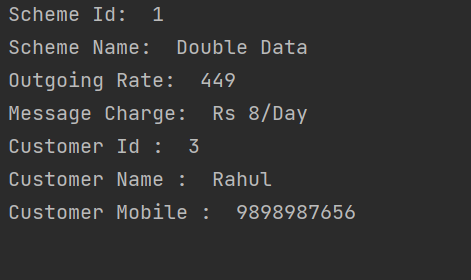 Scheme Id:  1
Scheme Name:  Double Data
Outgoing Rate:  449
Message Charge:  Rs 8/Day
Customer Id :  3
Customer Name :  Rahul
Customer Mobile :  9898987656